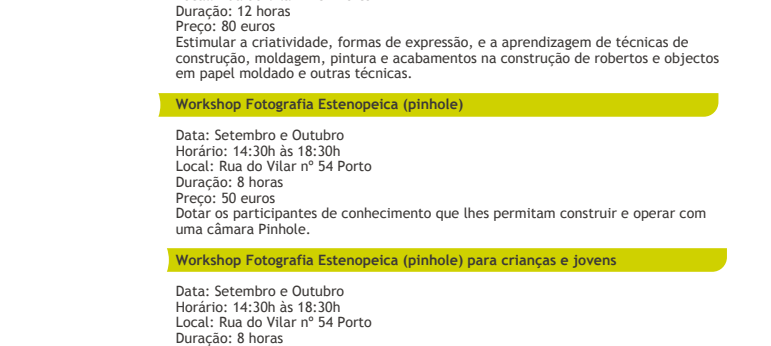 Duração: 12 horas
Preço: 80 euros
Estimular a criatividade, formas de expressão, e a aprendizagem de técnicas de
construção, moldagem, pintura e acabamentos na construção de robertos e objectos
em papel moldado e outras técnicas.
Workshop Fotografia Estenopeica (pinhole)
Data: Setembro e Outubro
Horário: 14:30h às 18:30h
Local: Rua do Vilar nº 54 Porto
Duração: 8 horas
Preço: 50 euros
Dotar os participantes de conhecimento que lhes permitam construir e operar com
uma câmara Pinhole.
Workshop Fotografia Estenopeica (pinhole) para crianças e jovens
Data: Setembro e Outubro
Horário: 14:30h às 18:30h
Local: Rua do Vilar nº 54 Porto
Duração: 8 horas